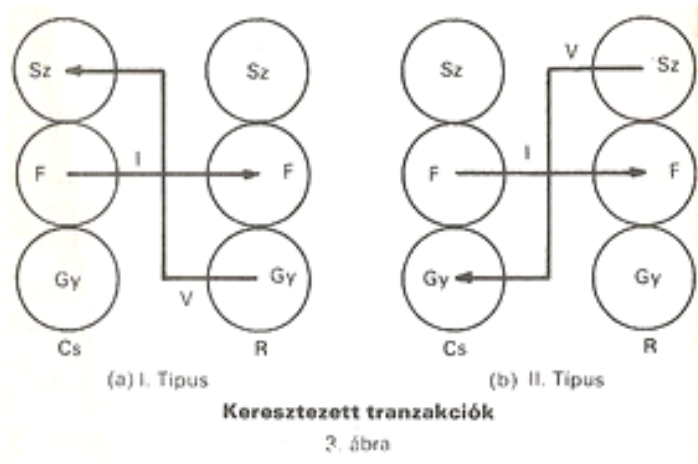 Sz Sz V Sz Sz
F I F F I F
Gy V Gy Gy Gy
Cs R Cs R
(a) I. Típus (b) II. Típus
Keresztezett tranzakciók
3. ábra